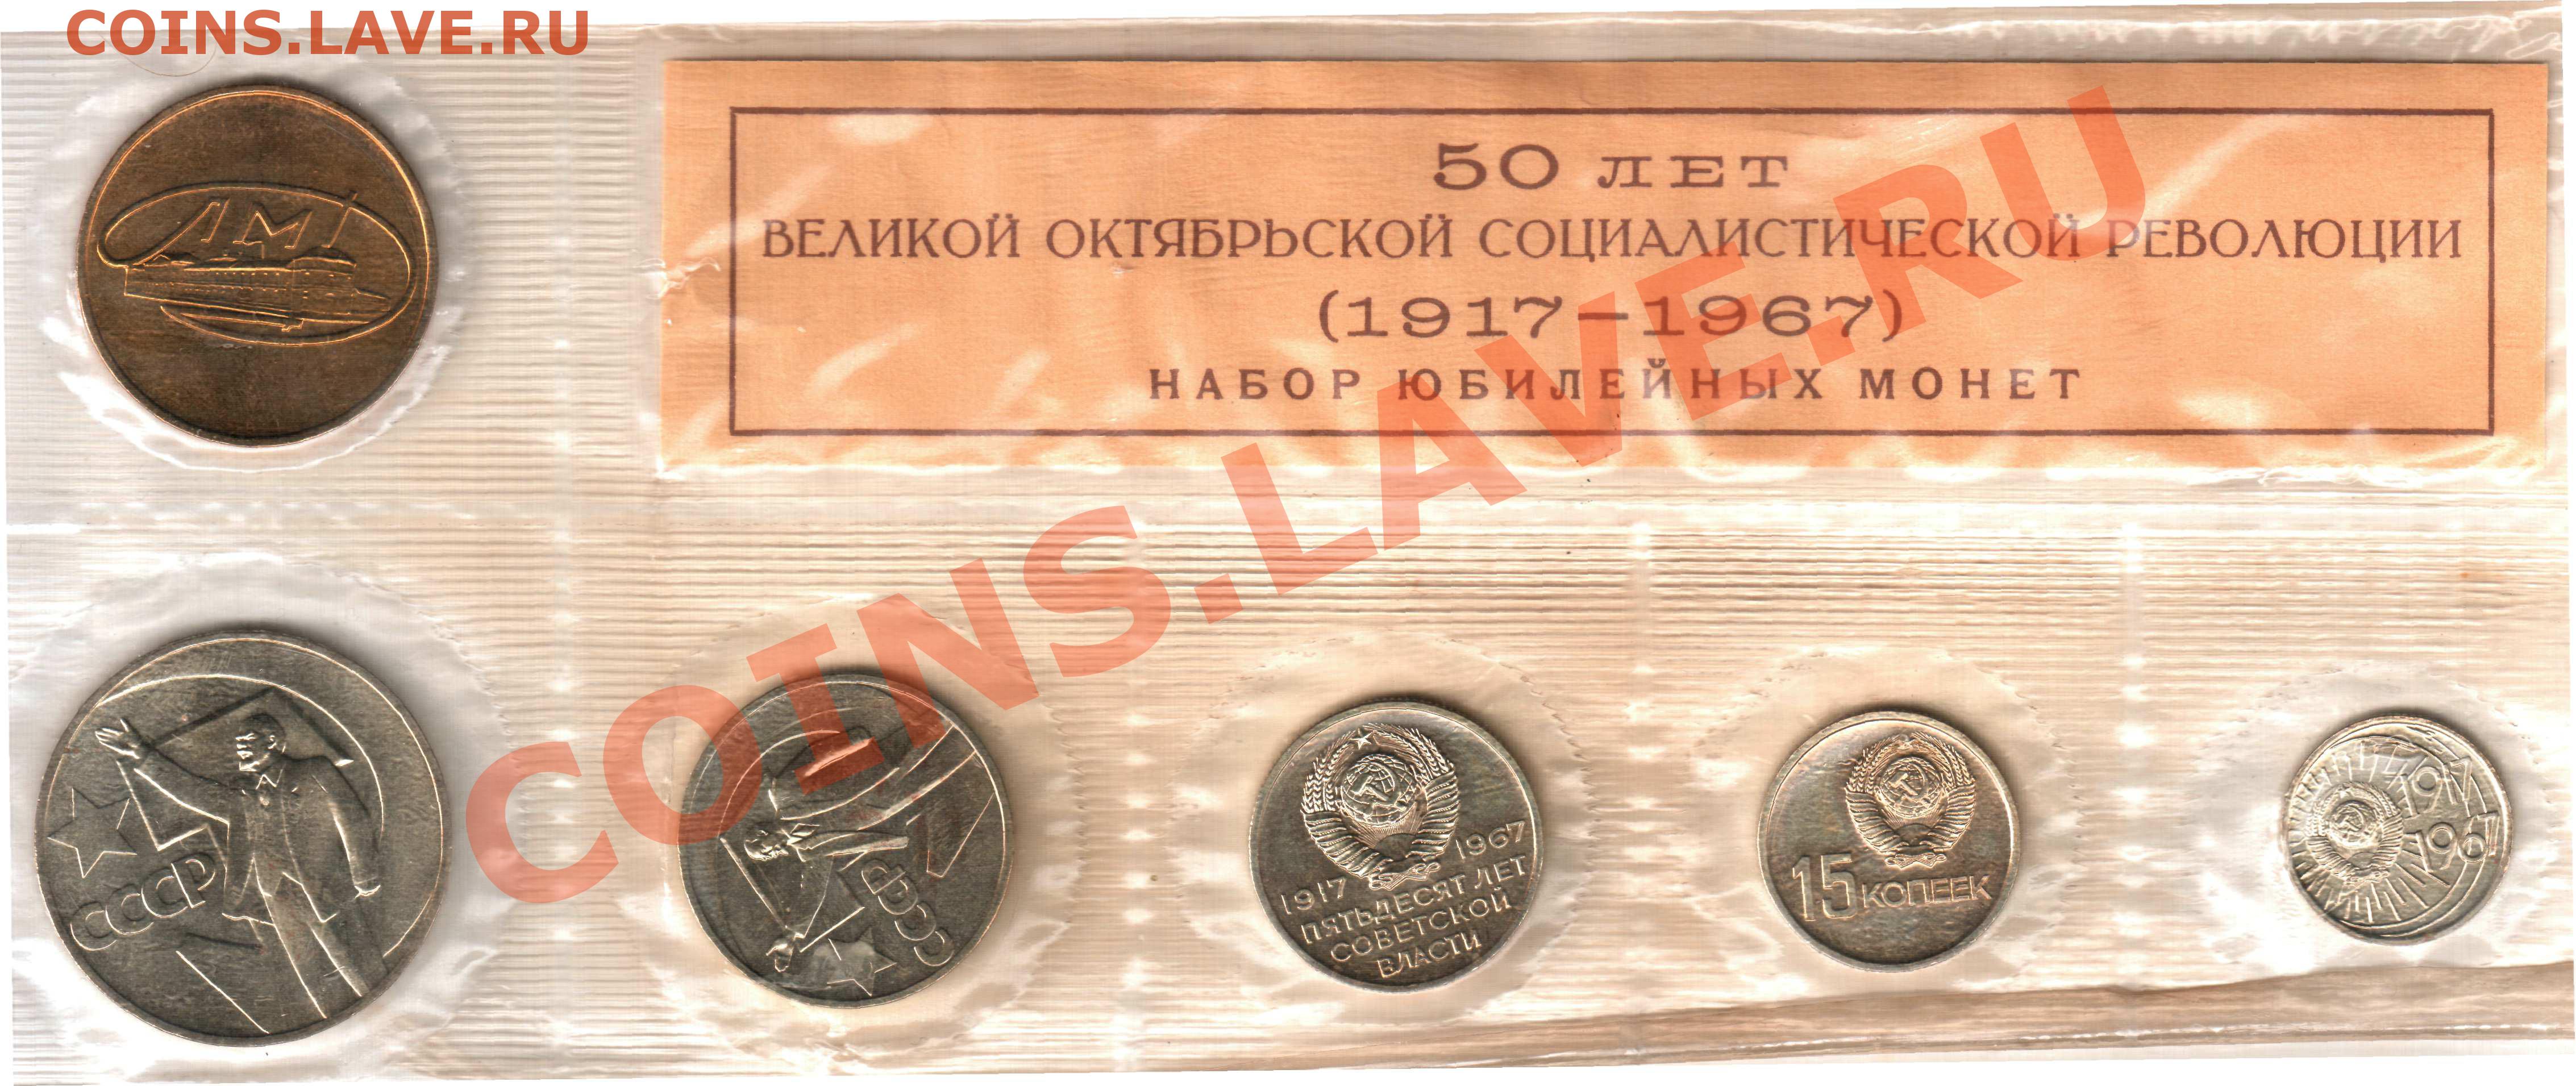 COINS.LAVE.RU
50 ЛЕТ
ВЕЛИКОЙ ОКТЯБРЬСКОЙ СОЦИАЛИСТИЧЕСКОЙ РЕВОЛЮЦИИ
(1917—1967)
НАБОР ЮБИЛЕЙНЫХ МОНЕТ
COINS.LAVE.RU
ЛМД
СССР
СССР
1917 1967
ПЯТЬДЕСЯТ ЛЕТ
СОВЕТСКОЙ
ВЛАСТИ
15 КОПЕЕК
1917
1967